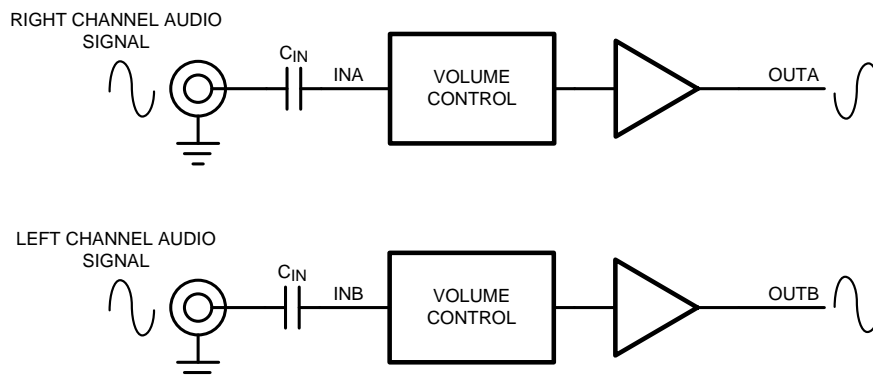 RIGHT CHANNEL AUDIO
SIGNAL
CIN
INA
VOLUME
CONTROL
OUTA
LEFT CHANNEL AUDIO
SIGNAL
CIN
INB
VOLUME
CONTROL
OUTB